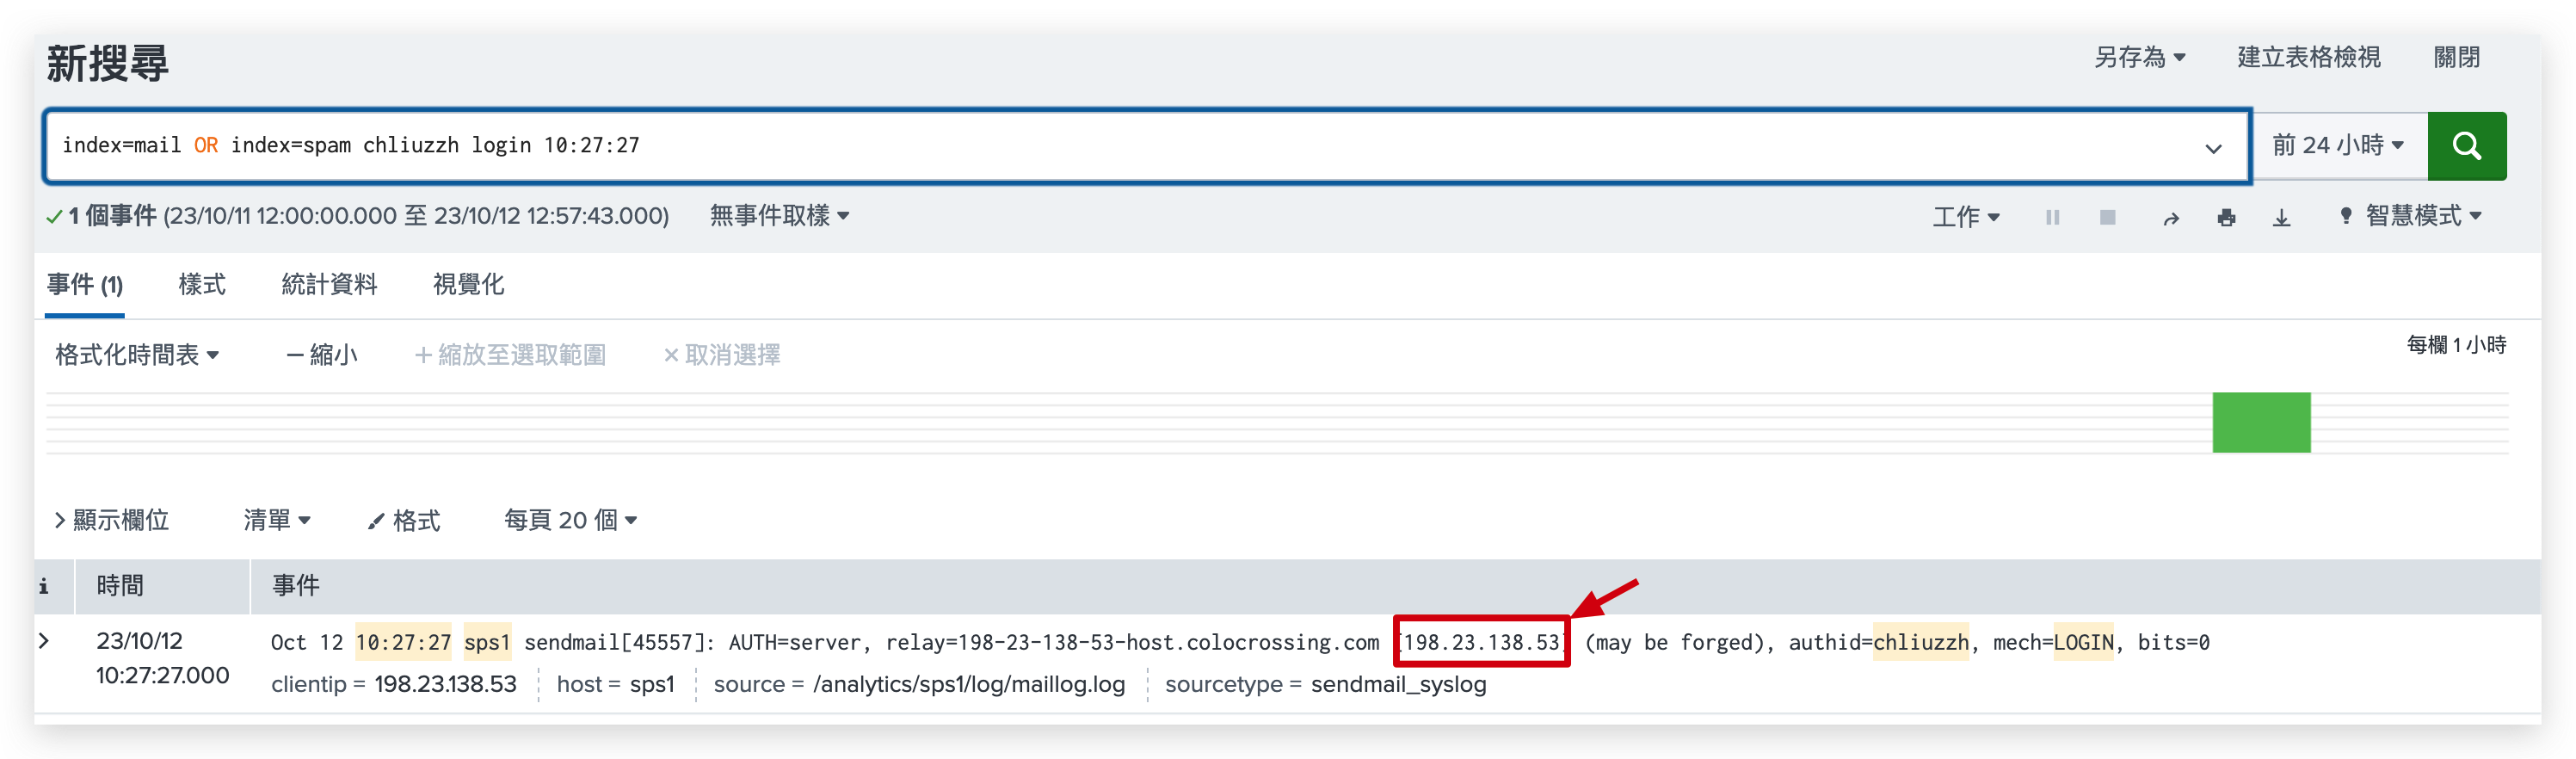 新搜尋
另存為 建立表格檢視 關閉
index=mail OR index=spam chliuzzh login 10:27:27
前 24 小時
1 個事件 (23/10/11 12:00:00.000 至 23/10/12 12:57:43.000) 無事件取樣
工作 智慧模式
事件 (1) 樣式 統計資料 視覺化
格式化時間表 — 縮小 + 縮放至選取範圍 × 取消選擇
每欄 1 小時
顯示欄位 清單 格式 每頁 20 個
i 時間 事件
23/10/12
10:27:27.000
Oct 12 10:27:27 sps1 sendmail[45557]: AUTH=server, relay=198-23-138-53-host.colocrossing.com [198.23.138.53] (may be forged), authid=chliuzzh, mech=LOGIN, bits=0
clientip = 198.23.138.53 host = sps1 source = /analytics/sps1/log/maillog.log sourcetype = sendmail_syslog